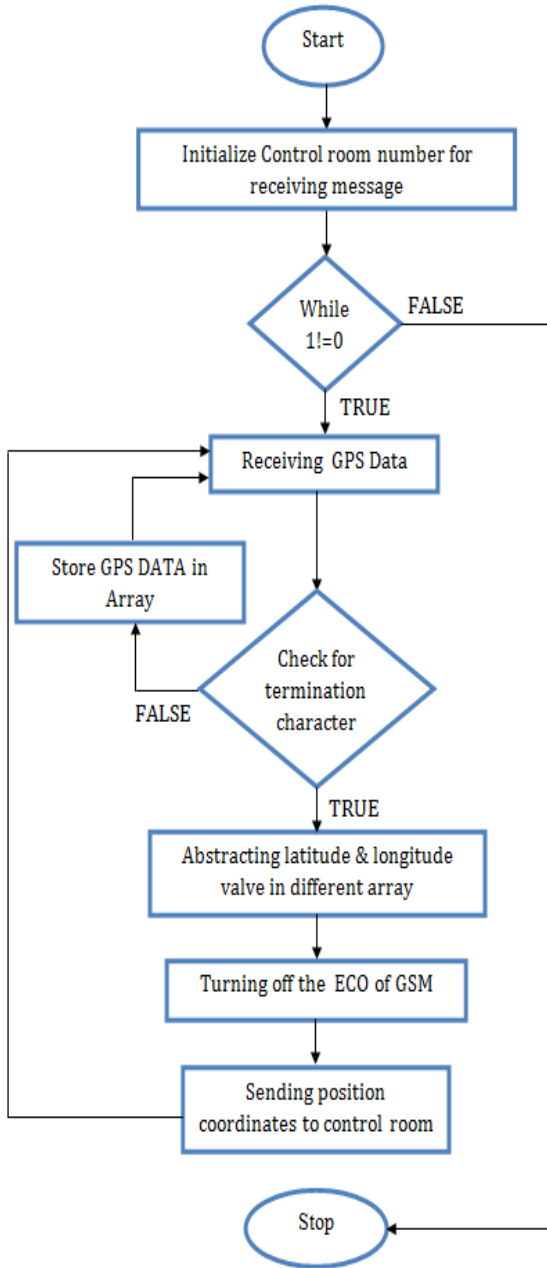 Start
Initialize Control room number for
receiving message
While
1!=0
FALSE
TRUE
Receiving GPS Data
Store GPS DATA in
Array
Check for
termination
character
FALSE
TRUE
Abstracting latitude & longitude
valve in different array
Turning off the ECO of GSM
Sending position
coordinates to control room
Stop